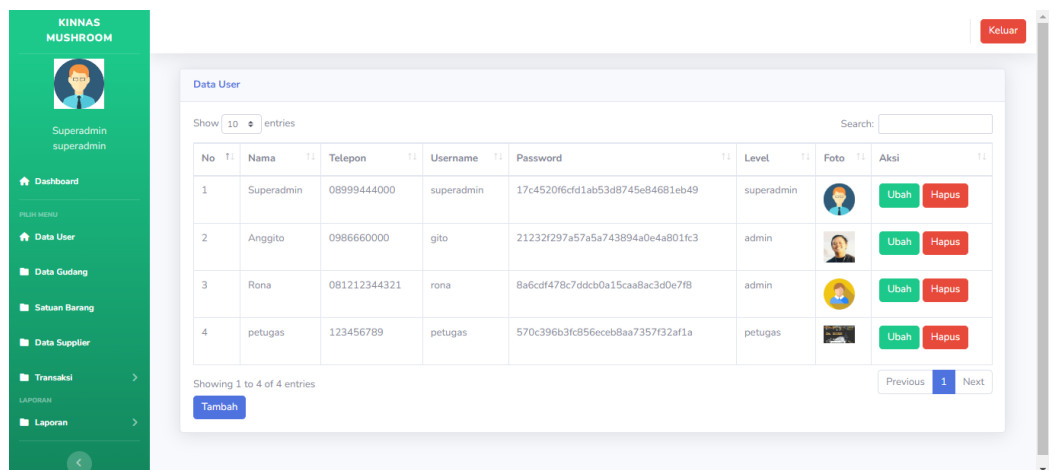 KINNAS
MUSHROOM
Superadmin
superadmin
Dashboard
PILIH MENU
Data User
Data Gudang
Satuan Barang
Data Supplier
Transaksi
LAPORAN
Laporan
Keluar
Data User
Show 10 entries Search:
No Nama Telepon Username Password Level Foto Aksi
1 Superadmin 08999444000 superadmin 17c4520f6cfd1ab53d8745e84681eb49 superadmin Ubah Hapus
2 Anggito 0986660000 gito 21232f297a57a5a743894a0e4a801fc3 admin Ubah Hapus
3 Rona 081212344321 rona 8a6cdf478c7ddcb0a15caa8ac3d0e7f8 admin Ubah Hapus
4 petugas 123456789 petugas 570c396b3fc856eceb8aa7357f32af1a petugas Ubah Hapus
Showing 1 to 4 of 4 entries Previous 1 Next
Tambah